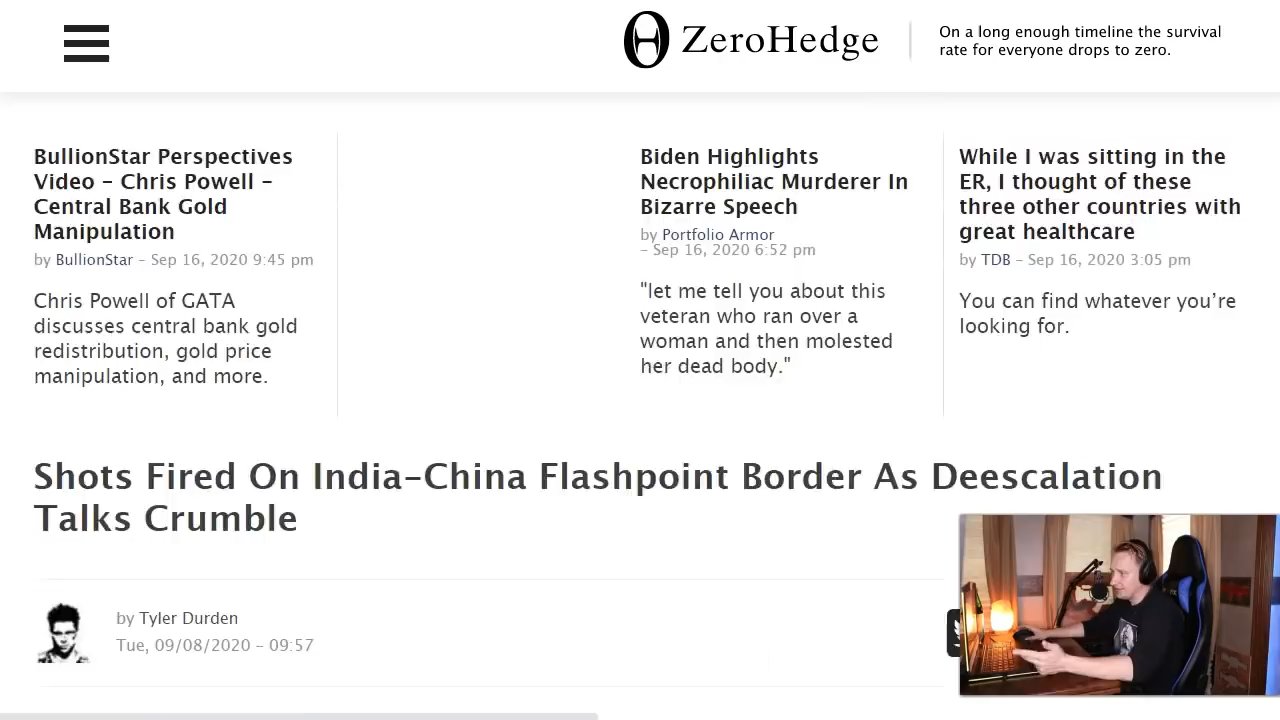 ZeroHedge
On a long enough timeline the survival
rate for everyone drops to zero.
BullionStar Perspectives
Video – Chris Powell –
Central Bank Gold
Manipulation
by BullionStar – Sep 16, 2020 9:45 pm
Chris Powell of GATA
discusses central bank gold
redistribution, gold price
manipulation, and more.
Biden Highlights
Necrophiliac Murderer In
Bizarre Speech
by Portfolio Armor
– Sep 16, 2020 6:52 pm
"let me tell you about this
veteran who ran over a
woman and then molested
her dead body."
While I was sitting in the
ER, I thought of these
three other countries with
great healthcare
by TDB – Sep 16, 2020 3:05 pm
You can find whatever you’re
looking for.
Shots Fired On India–China Flashpoint Border As Deescalation
Talks Crumble
by Tyler Durden
Tue, 09/08/2020 – 09:57